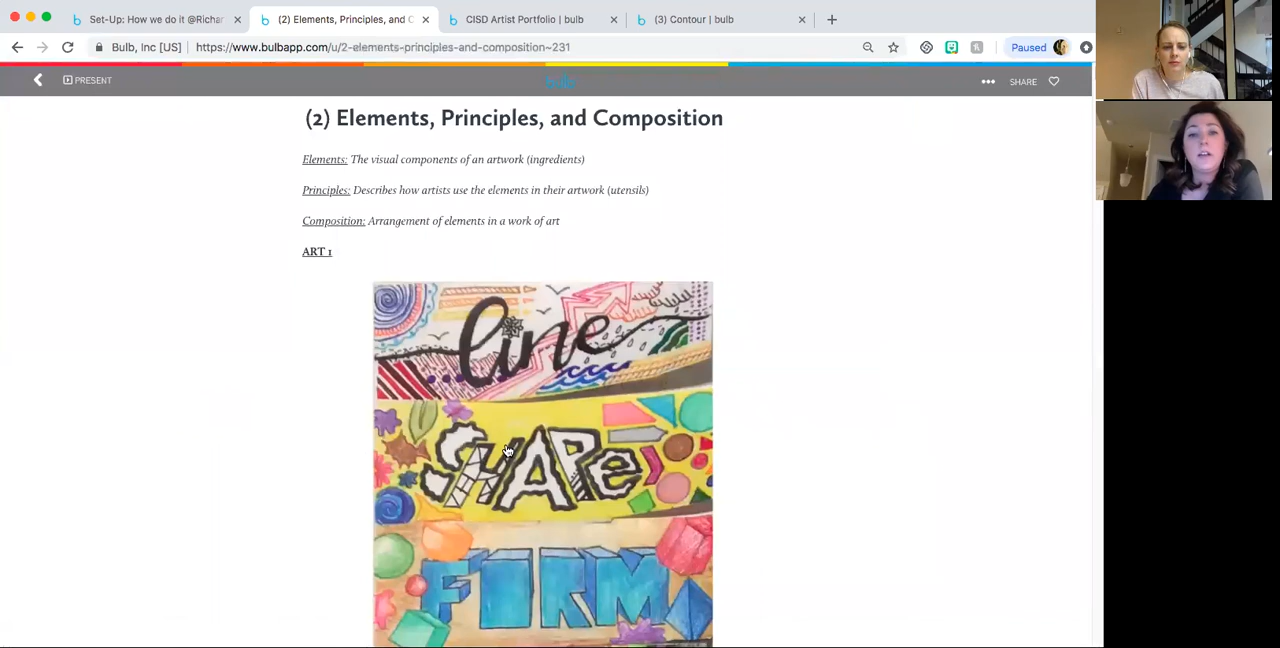 Set-Up: How we do it @Richar
(2) Elements, Principles, and C
CISD Artist Portfolio | bulb
(3) Contour | bulb
Bulb, Inc [US]
https://www.bulbapp.com/u/2-elements-principles-and-composition~231
Paused
PRESENT
bulb
SHARE
(2) Elements, Principles, and Composition
Elements: The visual components of an artwork (ingredients)
Principles: Describes how artists use the elements in their artwork (utensils)
Composition: Arrangement of elements in a work of art
ART 1
line
SHAPE
FORM